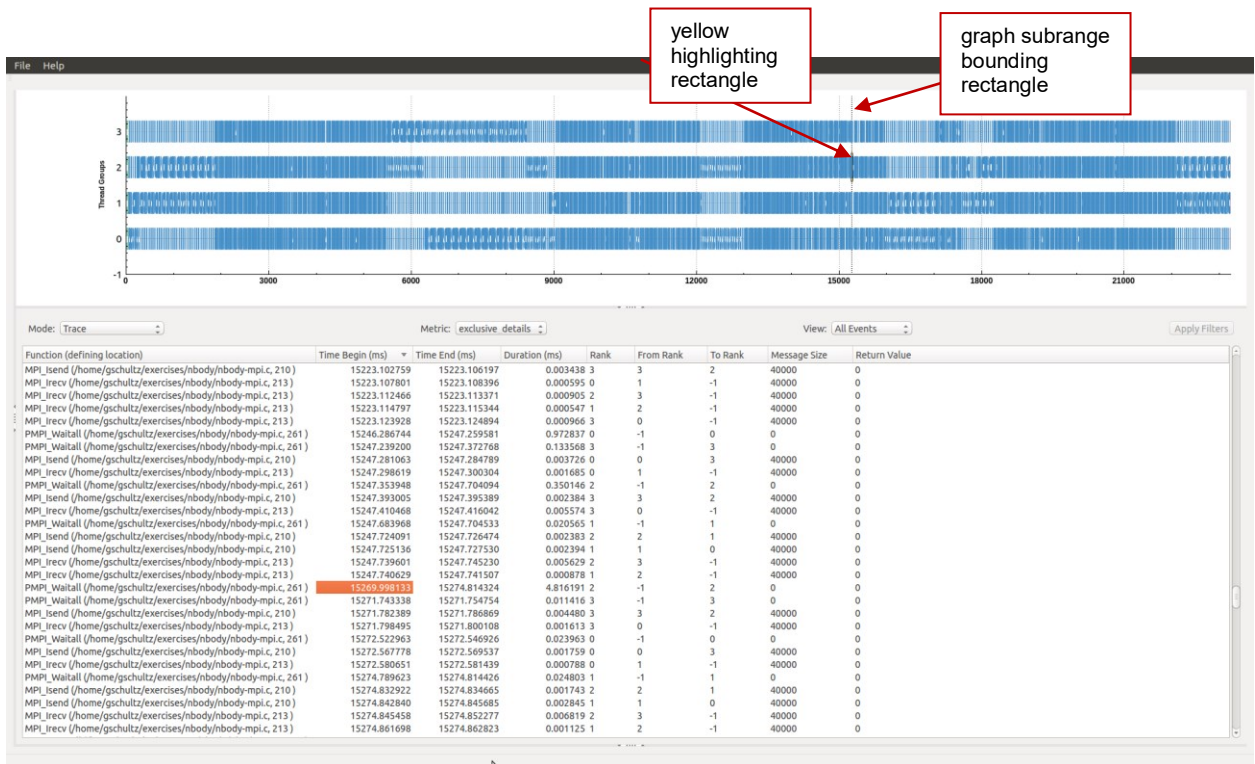 yellow
highlighting
rectangle
graph subrange
bounding
rectangle
File Help
3
2
1
0
-1
Thread Groups
0 3000 6000 9000 12000 15000 18000 21000
Mode: Trace Metric: exclusive_details View: All Events Apply Filters
Function (defining location) Time Begin (ms) Time End (ms) Duration (ms) Rank From Rank To Rank Message Size Return Value
MPI_Isend (/home/gschultz/exercises/nbody/nbody-mpi.c, 210 ) 15223.102759 15223.106197 0.003438 3 3 2 40000 0
MPI_Irecv (/home/gschultz/exercises/nbody/nbody-mpi.c, 213 ) 15223.107801 15223.108396 0.000595 0 1 -1 40000 0
MPI_Irecv (/home/gschultz/exercises/nbody/nbody-mpi.c, 213 ) 15223.112466 15223.113371 0.000905 2 3 -1 40000 0
MPI_Irecv (/home/gschultz/exercises/nbody/nbody-mpi.c, 213 ) 15223.114797 15223.115344 0.000547 1 2 -1 40000 0
MPI_Irecv (/home/gschultz/exercises/nbody/nbody-mpi.c, 213 ) 15223.123928 15223.124894 0.000966 3 0 -1 40000 0
PMPI_Waitall (/home/gschultz/exercises/nbody/nbody-mpi.c, 261 ) 15246.286744 15247.259581 0.972837 0 -1 0 0 0
PMPI_Waitall (/home/gschultz/exercises/nbody/nbody-mpi.c, 261 ) 15247.239200 15247.372768 0.133568 3 -1 3 0 0
MPI_Isend (/home/gschultz/exercises/nbody/nbody-mpi.c, 210 ) 15247.281063 15247.284789 0.003726 0 0 3 40000 0
MPI_Irecv (/home/gschultz/exercises/nbody/nbody-mpi.c, 213 ) 15247.298619 15247.300304 0.001685 0 1 -1 40000 0
PMPI_Waitall (/home/gschultz/exercises/nbody/nbody-mpi.c, 261 ) 15247.353948 15247.704094 0.350146 2 -1 2 0 0
MPI_Isend (/home/gschultz/exercises/nbody/nbody-mpi.c, 210 ) 15247.393005 15247.395389 0.002384 3 3 2 40000 0
MPI_Irecv (/home/gschultz/exercises/nbody/nbody-mpi.c, 213 ) 15247.410468 15247.416042 0.005574 3 0 -1 40000 0
PMPI_Waitall (/home/gschultz/exercises/nbody/nbody-mpi.c, 261 ) 15247.683968 15247.704533 0.020565 1 -1 1 0 0
MPI_Isend (/home/gschultz/exercises/nbody/nbody-mpi.c, 210 ) 15247.724091 15247.726474 0.002383 2 2 1 40000 0
MPI_Isend (/home/gschultz/exercises/nbody/nbody-mpi.c, 210 ) 15247.725136 15247.727530 0.002394 1 1 0 40000 0
MPI_Irecv (/home/gschultz/exercises/nbody/nbody-mpi.c, 213 ) 15247.739601 15247.745230 0.005629 2 3 -1 40000 0
MPI_Irecv (/home/gschultz/exercises/nbody/nbody-mpi.c, 213 ) 15247.740629 15247.741507 0.000878 1 2 -1 40000 0
PMPI_Waitall (/home/gschultz/exercises/nbody/nbody-mpi.c, 261 ) 15269.998133 15274.814324 4.816191 2 -1 2 0 0
PMPI_Waitall (/home/gschultz/exercises/nbody/nbody-mpi.c, 261 ) 15271.743338 15271.754754 0.011416 3 -1 3 0 0
MPI_Isend (/home/gschultz/exercises/nbody/nbody-mpi.c, 210 ) 15271.782389 15271.786869 0.004480 3 3 2 40000 0
MPI_Irecv (/home/gschultz/exercises/nbody/nbody-mpi.c, 213 ) 15271.798495 15271.800108 0.001613 3 0 -1 40000 0
PMPI_Waitall (/home/gschultz/exercises/nbody/nbody-mpi.c, 261 ) 15272.522963 15272.546926 0.023963 0 -1 0 0 0
MPI_Isend (/home/gschultz/exercises/nbody/nbody-mpi.c, 210 ) 15272.567778 15272.569537 0.001759 0 0 3 40000 0
MPI_Irecv (/home/gschultz/exercises/nbody/nbody-mpi.c, 213 ) 15272.580651 15272.581439 0.000788 0 1 -1 40000 0
PMPI_Waitall (/home/gschultz/exercises/nbody/nbody-mpi.c, 261 ) 15274.789623 15274.814426 0.024803 1 -1 1 0 0
MPI_Isend (/home/gschultz/exercises/nbody/nbody-mpi.c, 210 ) 15274.832922 15274.834665 0.001743 2 2 1 40000 0
MPI_Isend (/home/gschultz/exercises/nbody/nbody-mpi.c, 210 ) 15274.842840 15274.845685 0.002845 1 1 0 40000 0
MPI_Irecv (/home/gschultz/exercises/nbody/nbody-mpi.c, 213 ) 15274.845458 15274.852277 0.006819 2 3 -1 40000 0
MPI_Irecv (/home/gschultz/exercises/nbody/nbody-mpi.c, 213 ) 15274.861698 15274.862823 0.001125 1 2 -1 40000 0